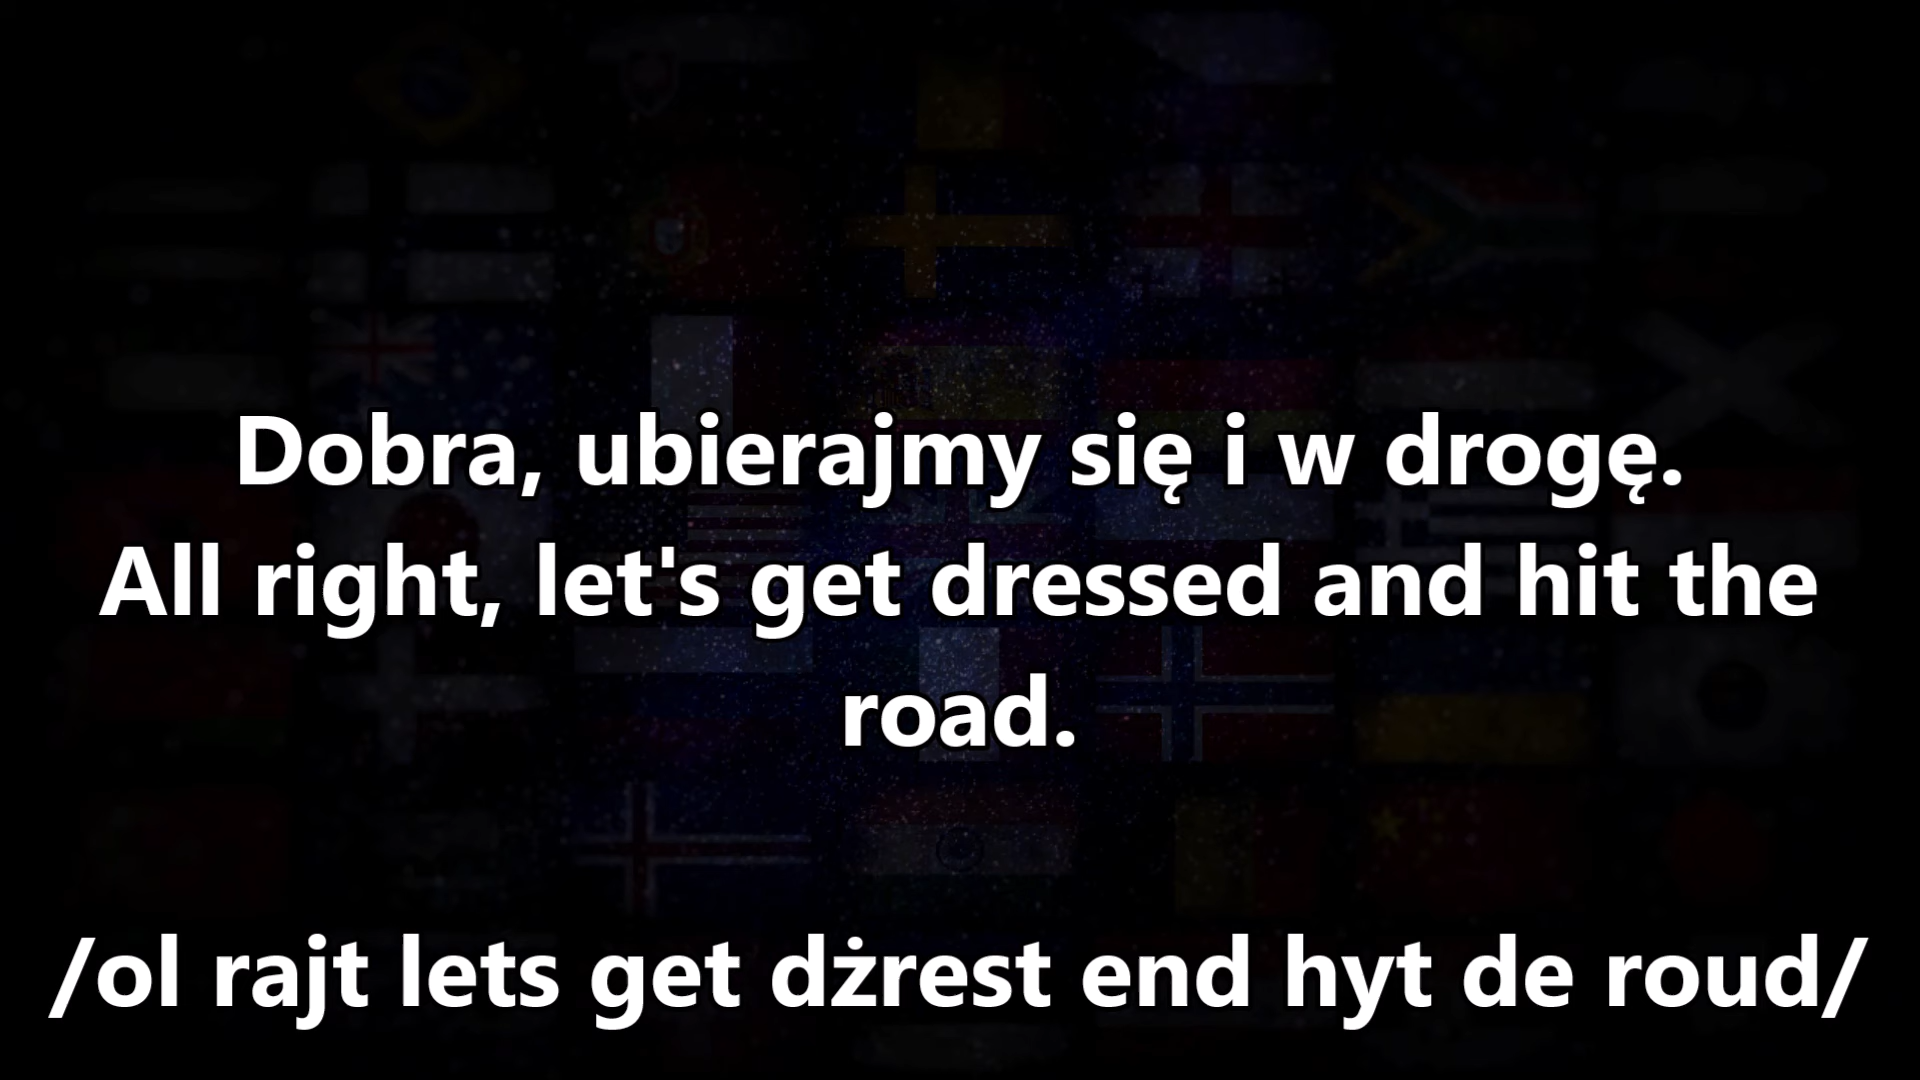 Dobra, ubierajmy się i w drogę.
All right, let's get dressed and hit the
road.
/ol rajt lets get dżrest end hyt de roud/